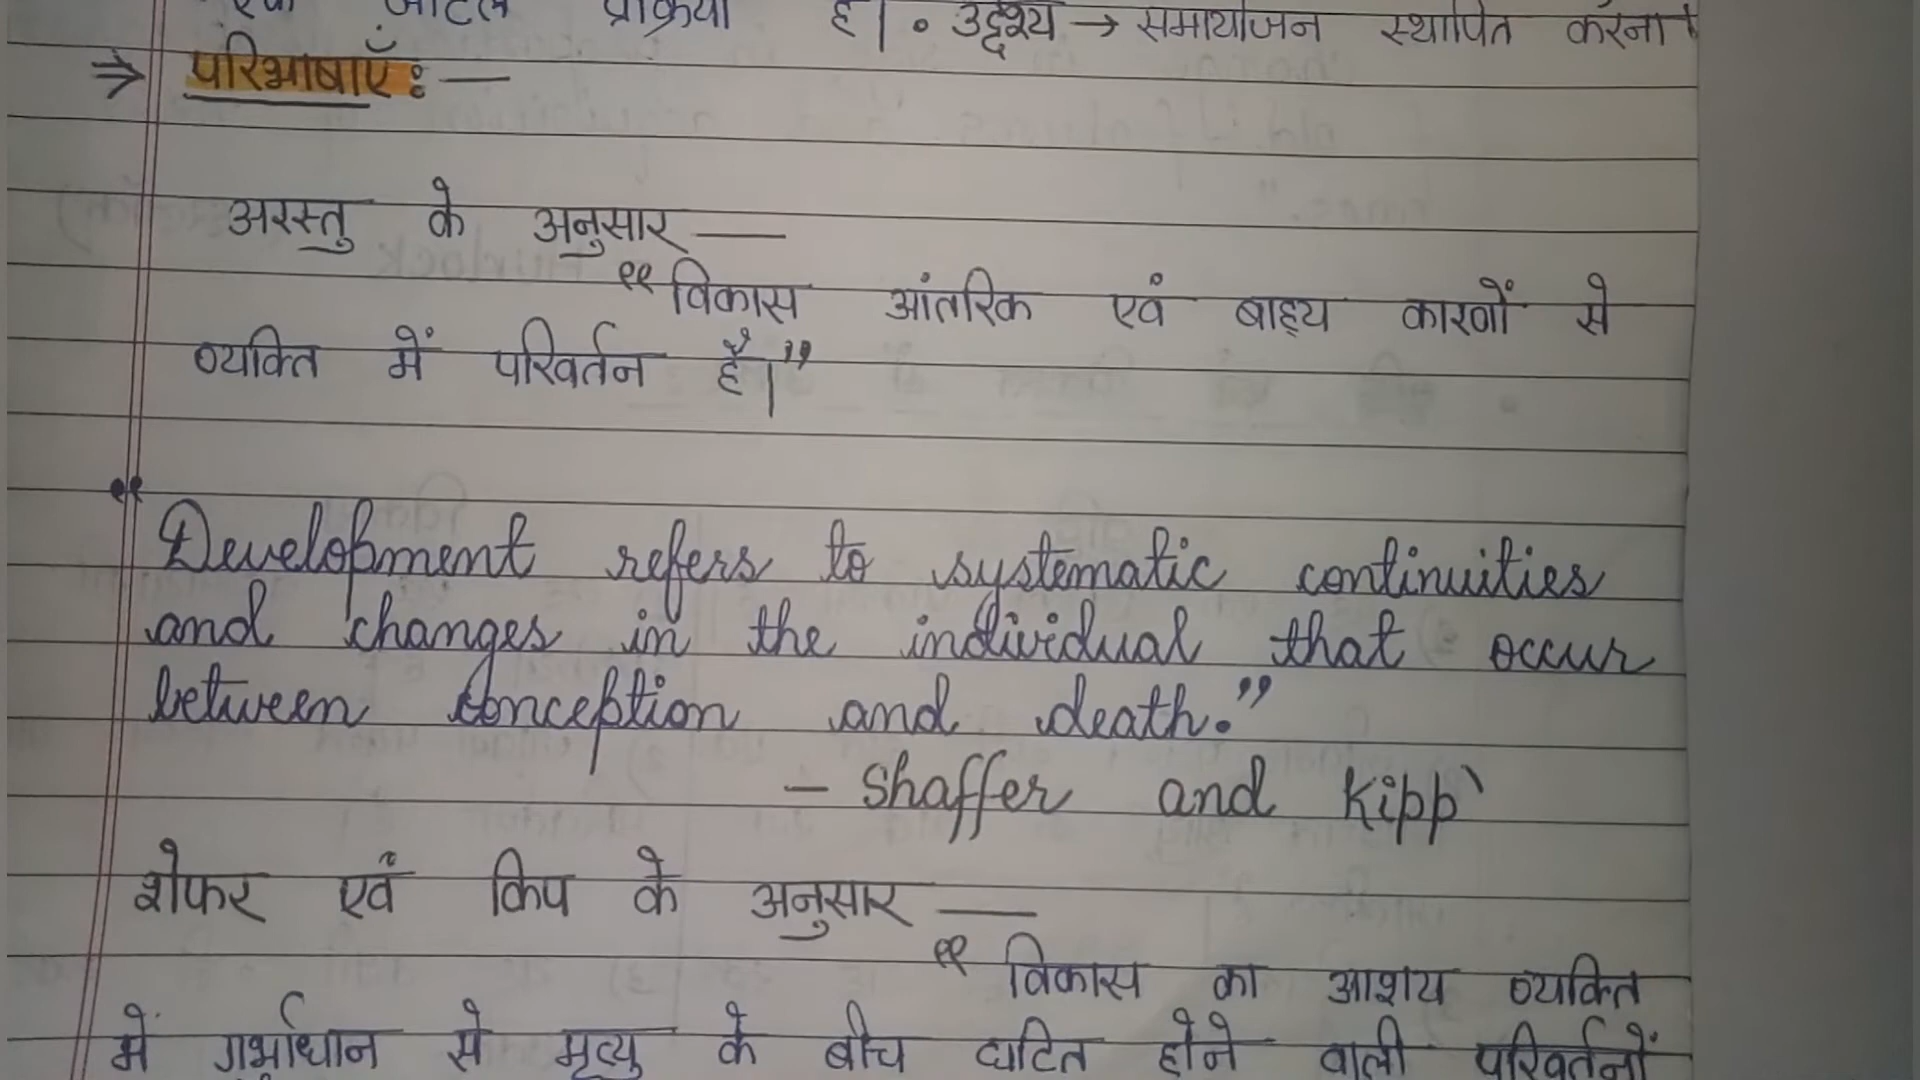 एक जटिल प्रक्रिया है। • उद्देश्य → समायोजन स्थापित करना।
⇒ परिभाषाएँ : —
अरस्तु के अनुसार —
“विकास आंतरिक एवं बाह्य कारणों से
व्यक्ति में परिवर्तन है।”
“Development refers to systematic continuities
and changes in the individual that occur
between conception and death.”
– Shaffer and Kipp
शेफर एवं किप के अनुसार —
“विकास का आशय व्यक्ति
में गर्भाधान से मृत्यु के बीच घटित होने वाली परिवर्तनों